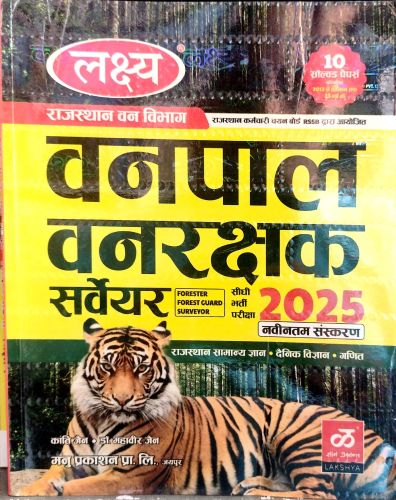 लक्ष्य
10
सॉल्वड पेपर्स
राजस्थान वन विभाग
राजस्थान कर्मचारी चयन बोर्ड RSSB द्वारा आयोजित
वनपाल
वनरक्षक
सर्वेयर
FORESTER
FOREST GUARD
SURVEYOR
सीधी
भर्ती
परीक्षा
2025
नवीनतम संस्करण
राजस्थान सामान्य ज्ञान • दैनिक विज्ञान • गणित
कांति जैन • डॉ. महावीर जैन
मनु प्रकाशन प्रा. लि., जयपुर
LAKSHYA